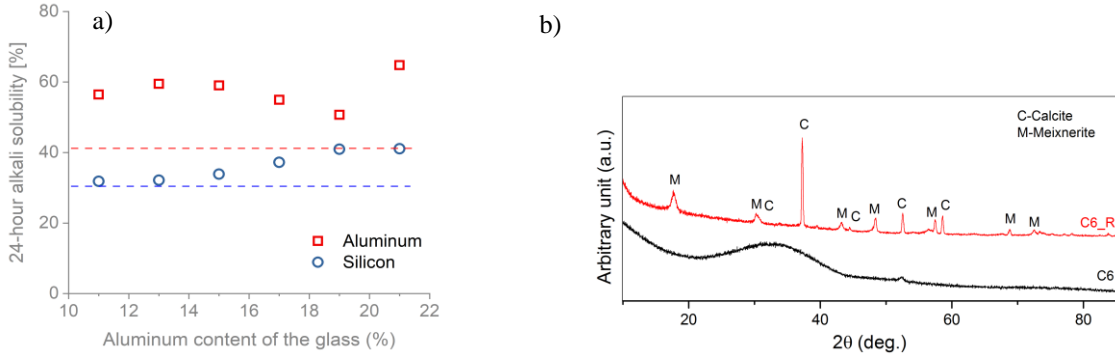 a)
24-hour alkali solubility [%]
80
60
40
20
0
10 12 14 16 18 20 22
Aluminum content of the glass (%)
Aluminum
Silicon
b)
Arbitrary unit (a.u.)
C-Calcite
M-Meixnerite
M M C C M C M C M C M M
C6_R
C6
20 40 60 80
2θ (deg.)